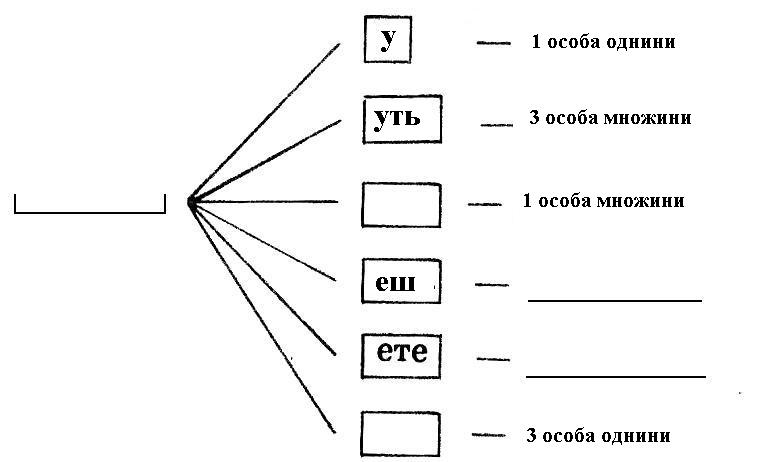 у — 1 особа однини
уть — 3 особа множини
— 1 особа множини
еш —
ете —
— 3 особа однини